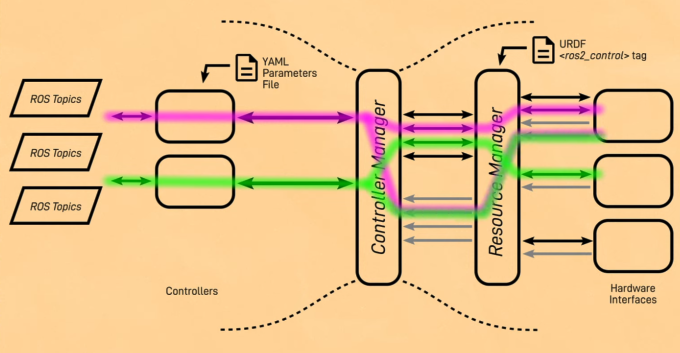 YAML
Parameters
File
URDF
<ros2_control> tag
ROS Topics
ROS Topics
ROS Topics
Controller Manager
Resource Manager
Controllers
Hardware
Interfaces